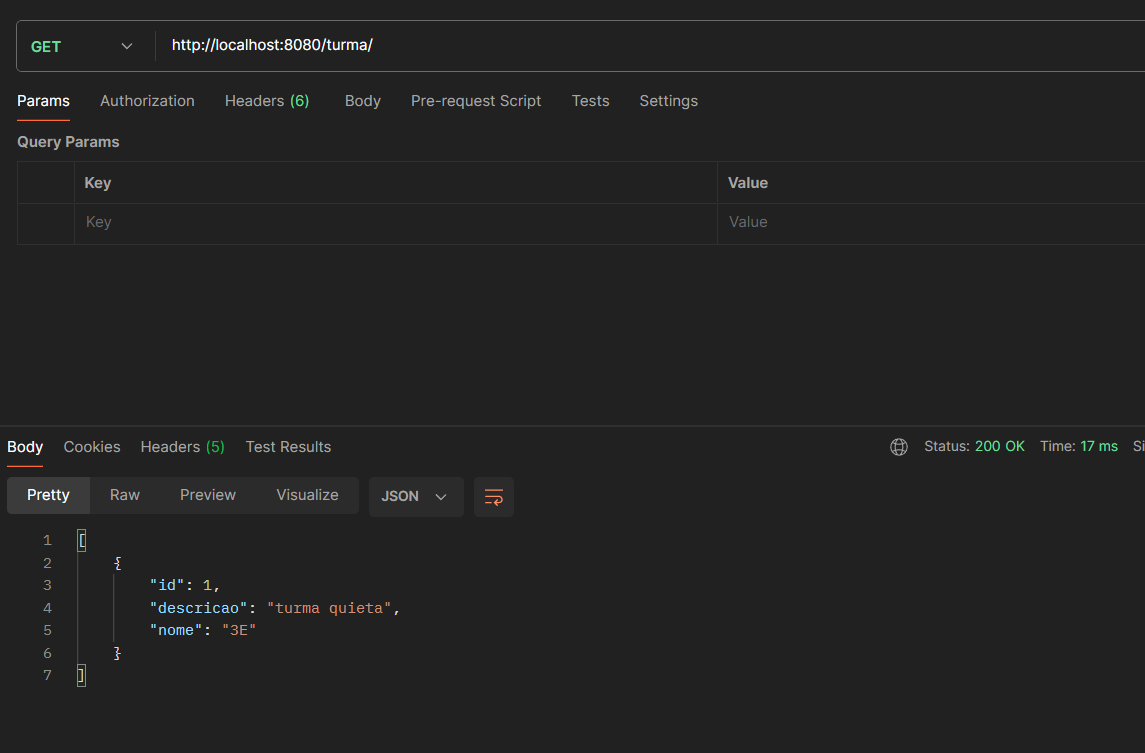 GET http://localhost:8080/turma/
Params Authorization Headers (6) Body Pre-request Script Tests Settings
Query Params
Key Value
Key Value
Body Cookies Headers (5) Test Results Status: 200 OK Time: 17 ms Si
Pretty Raw Preview Visualize JSON
1 [
2 {
3 "id": 1,
4 "descricao": "turma quieta",
5 "nome": "3E"
6 }
7 ]